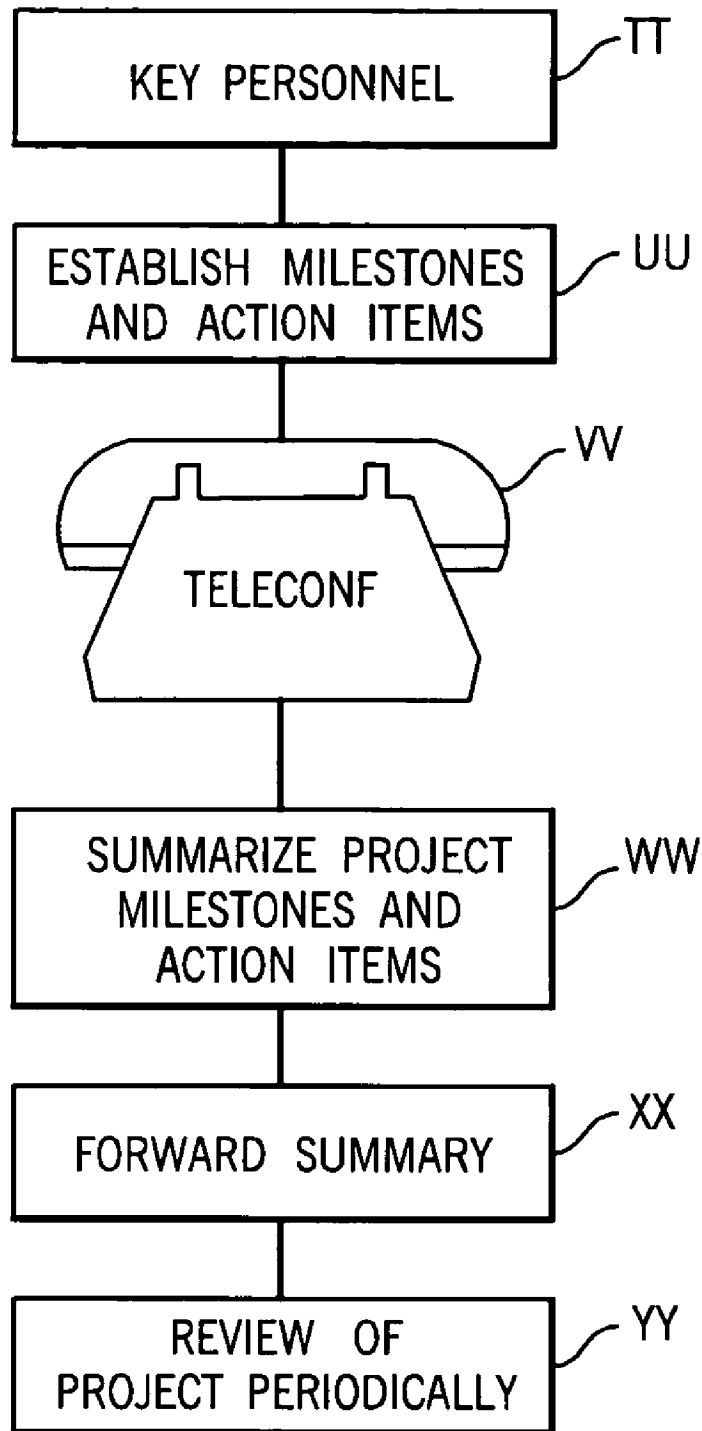 KEY PERSONNEL
TT
ESTABLISH MILESTONES
AND ACTION ITEMS
UU
VV
TELECONF
SUMMARIZE PROJECT
MILESTONES AND
ACTION ITEMS
WW
FORWARD SUMMARY
XX
REVIEW OF
PROJECT PERIODICALLY
YY